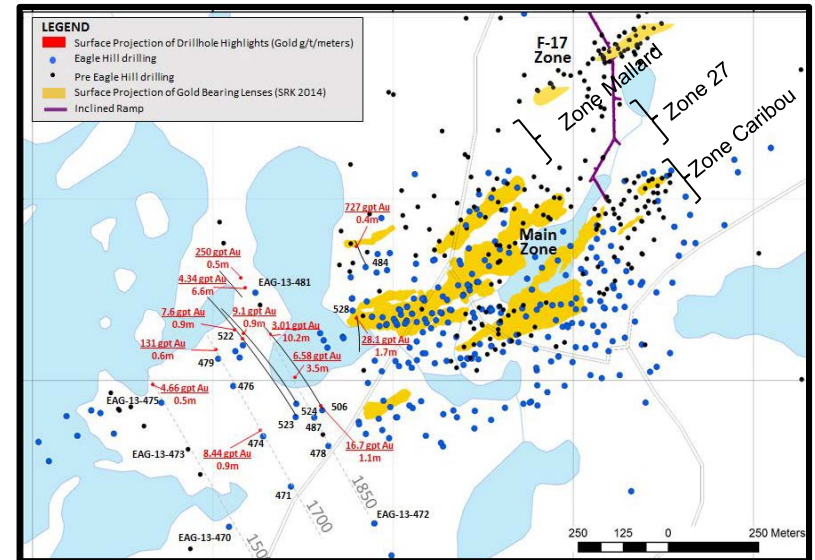 LEGEND
Surface Projection of Drillhole Highlights (Gold g/t/meters)
Eagle Hill drilling
Pre Eagle Hill drilling
Surface Projection of Gold Bearing Lenses (SRK 2014)
Inclined Ramp
F-17
Zone
Zone Mallard
Zone 27
Zone Caribou
Main
Zone
727 gpt Au
0.4m
484
250 gpt Au
0.5m
4.34 gpt Au
6.6m
EAG-13-481
7.6 gpt Au
0.9m
9.1 gpt Au
0.9m
3.01 gpt Au
10.2m
528
28.1 gpt Au
1.7m
522
131 gpt Au
0.6m
479
6.58 gpt Au
3.5m
476
4.66 gpt Au
0.5m
EAG-13-475
523
524
506
487
478
16.7 gpt Au
1.1m
474
8.44 gpt Au
0.9m
EAG-13-473
471
1850
1700
EAG-13-472
EAG-13-470
250 125 0 250 Meters